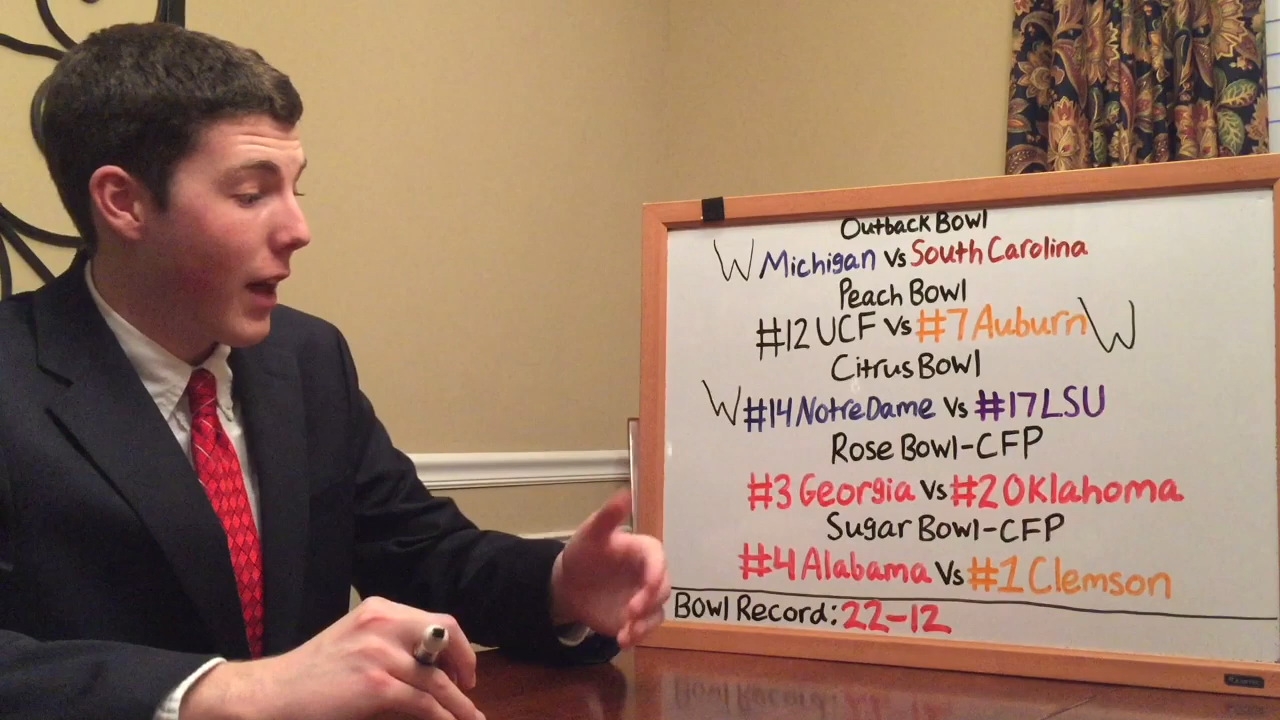 Outback Bowl
W Michigan vs South Carolina
Peach Bowl
#12 UCF vs #7 Auburn W
Citrus Bowl
W #14 Notre Dame vs #17 LSU
Rose Bowl-CFP
#3 Georgia vs #2 Oklahoma
Sugar Bowl-CFP
#4 Alabama vs #1 Clemson
Bowl Record: 22-12